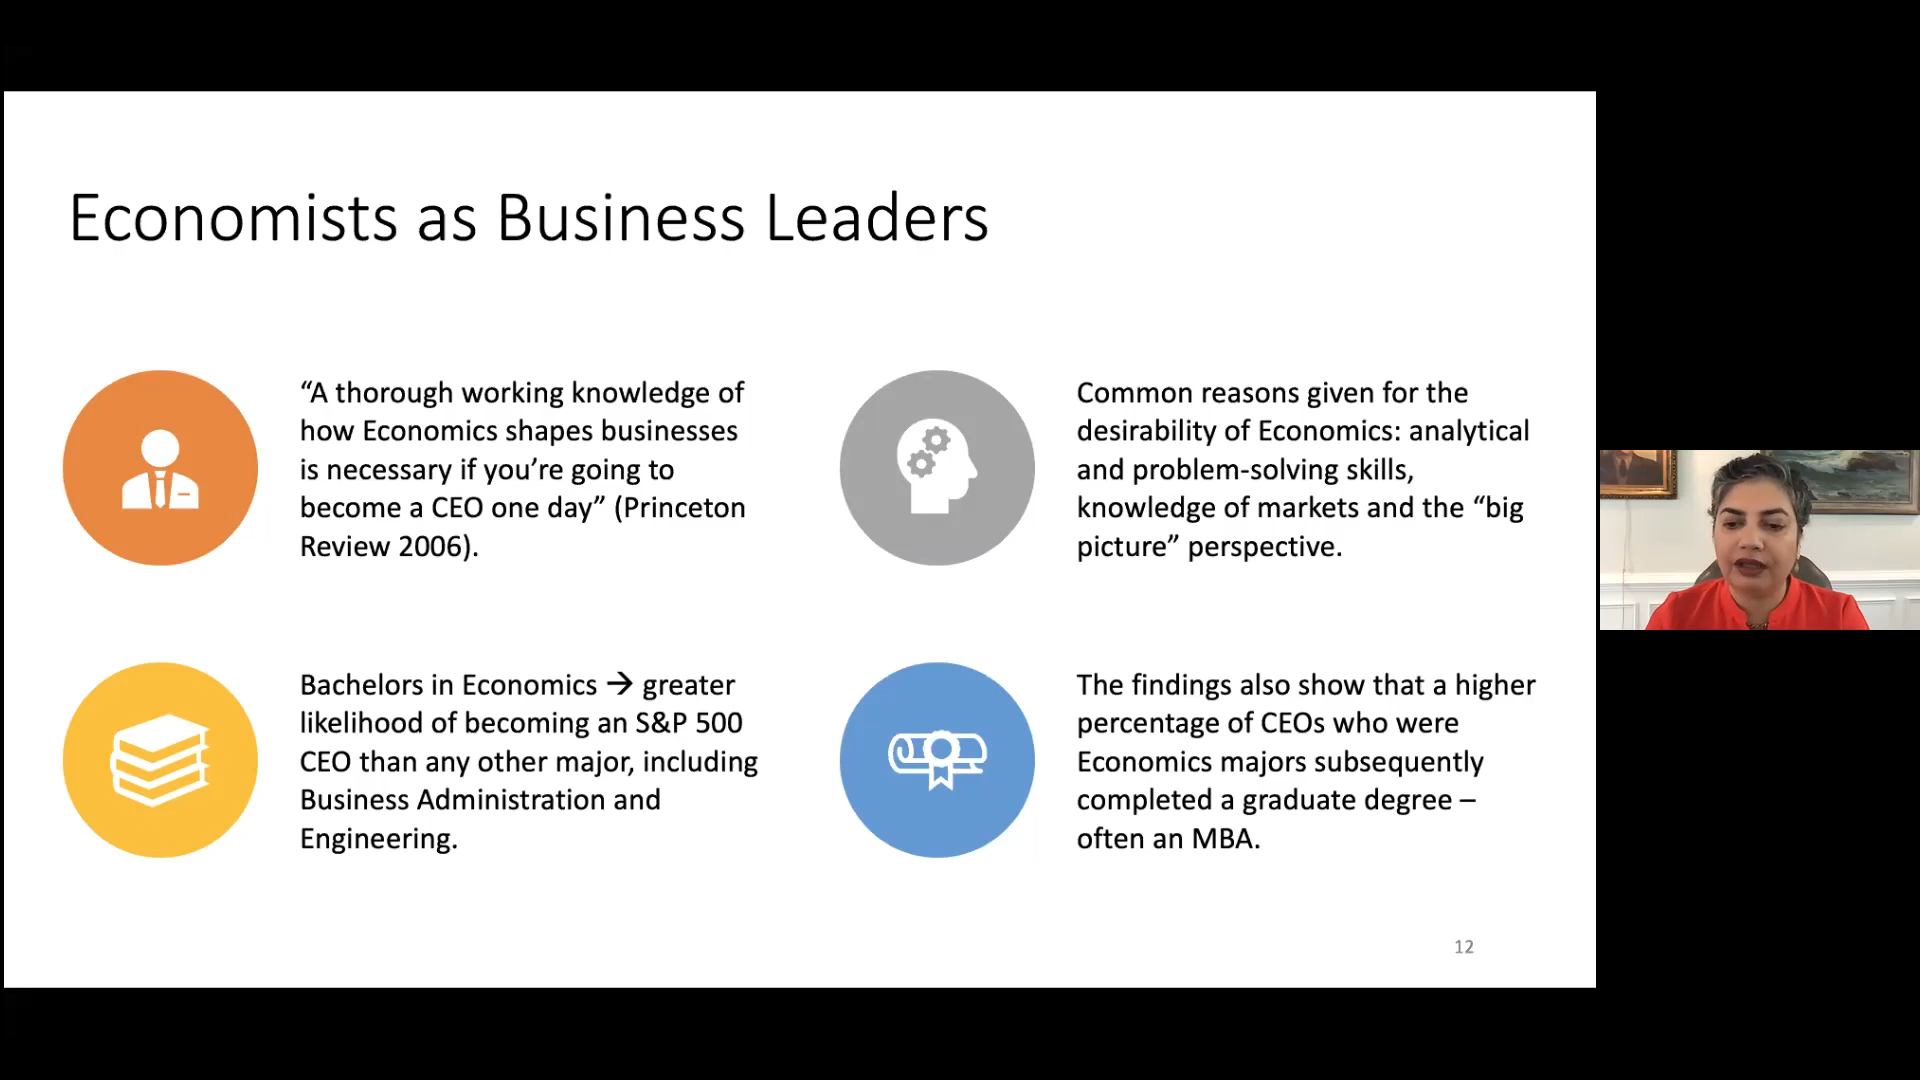 Economists as Business Leaders
“A thorough working knowledge of
how Economics shapes businesses
is necessary if you’re going to
become a CEO one day” (Princeton
Review 2006).
Common reasons given for the
desirability of Economics: analytical
and problem-solving skills,
knowledge of markets and the “big
picture” perspective.
Bachelors in Economics → greater
likelihood of becoming an S&P 500
CEO than any other major, including
Business Administration and
Engineering.
The findings also show that a higher
percentage of CEOs who were
Economics majors subsequently
completed a graduate degree –
often an MBA.
12